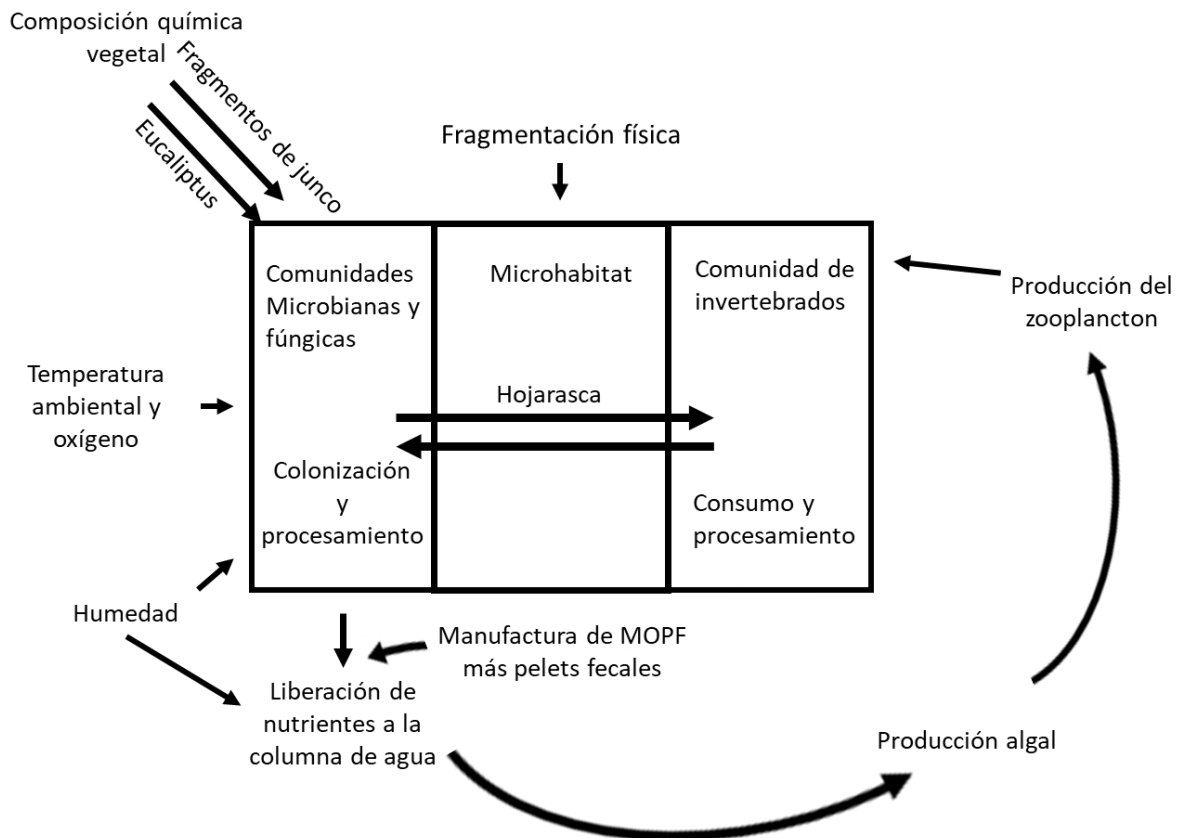 Composición química
vegetal
Fragmentos de junco
Eucaliptus
Fragmentación física
Comunidades
Microbianas y
fúngicas
Microhabitat
Comunidad de
invertebrados
Producción del
zooplancton
Temperatura
ambiental y
oxígeno
Hojarasca
Colonización
y
procesamiento
Consumo y
procesamiento
Humedad
Manufactura de MOPF
más pelets fecales
Liberación de
nutrientes a la
columna de agua
Producción algal